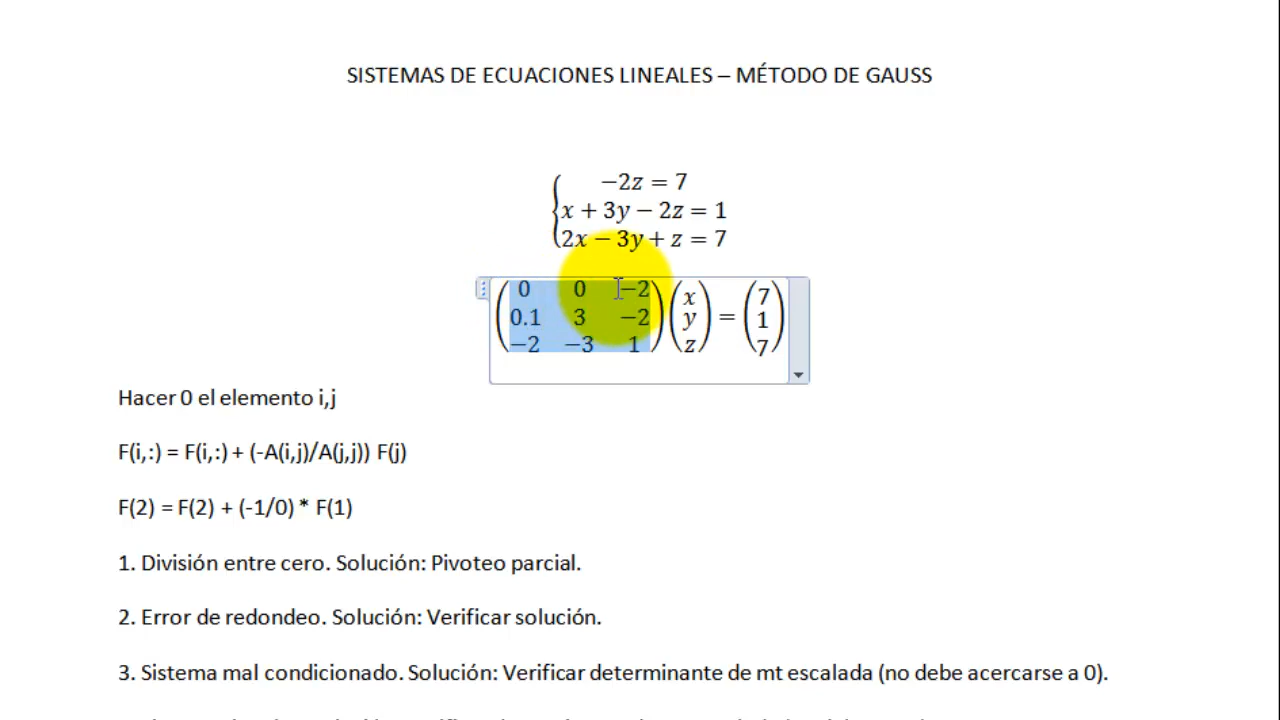 SISTEMAS DE ECUACIONES LINEALES – MÉTODO DE GAUSS
−2z = 7
x + 3y − 2z = 1
2x − 3y + z = 7
0 0 −2 x 7
0.1 3 −2 y = 1
−2 −3 1 z 7
Hacer 0 el elemento i,j
F(i,:) = F(i,:) + (-A(i,j)/A(j,j)) F(j)
F(2) = F(2) + (-1/0) * F(1)
1. División entre cero. Solución: Pivoteo parcial.
2. Error de redondeo. Solución: Verificar solución.
3. Sistema mal condicionado. Solución: Verificar determinante de mt escalada (no debe acercarse a 0).